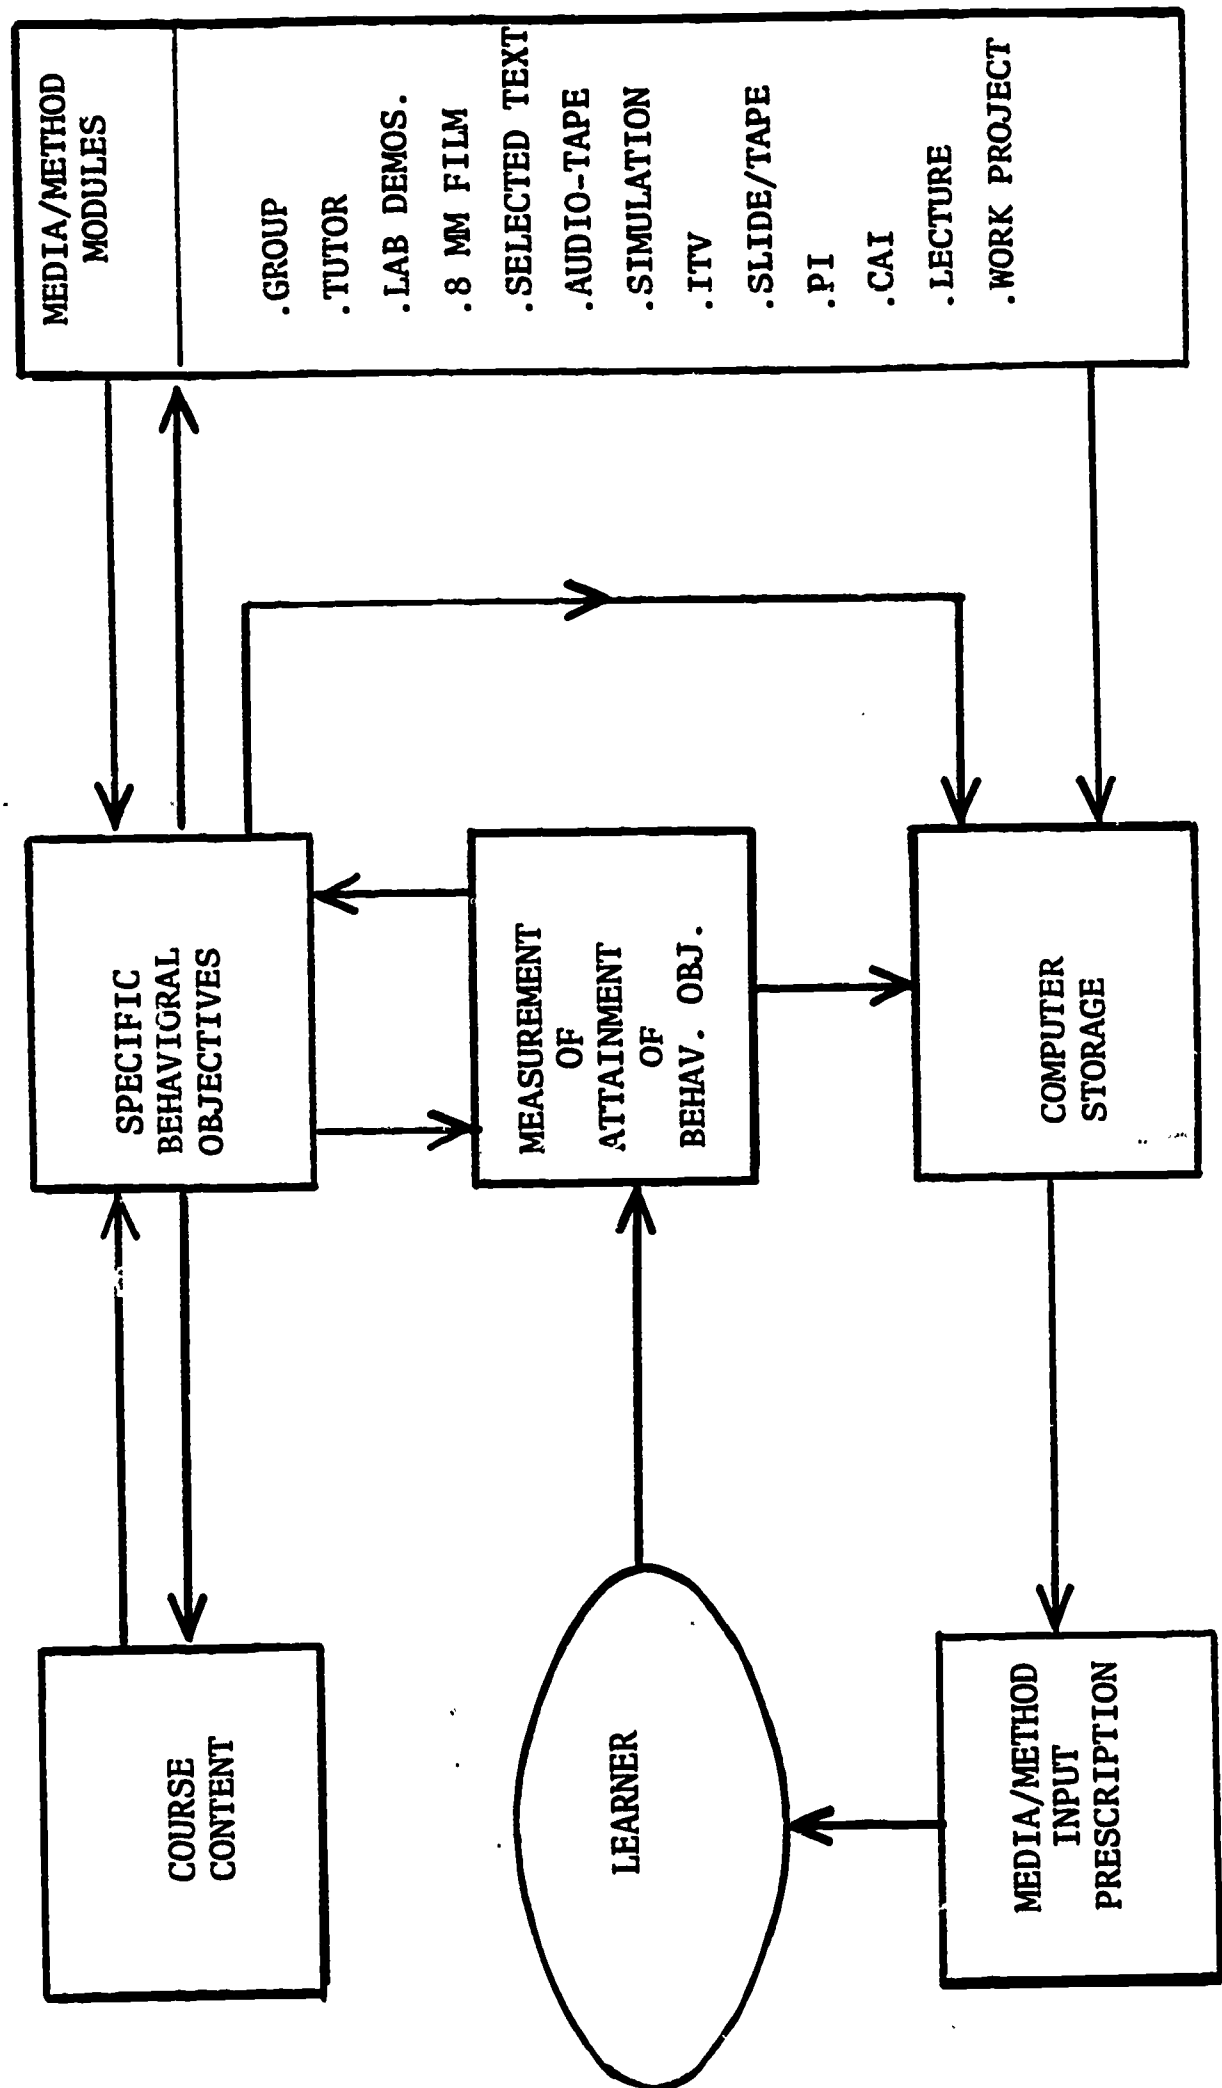 COURSE
CONTENT
SPECIFIC
BEHAVIORAL
OBJECTIVES
MEDIA/METHOD
MODULES
.GROUP
.TUTOR
.LAB DEMOS.
.8 MM FILM
.SELECTED TEXT
.AUDIO-TAPE
.SIMULATION
.ITV
.SLIDE/TAPE
.PI
.CAI
.LECTURE
.WORK PROJECT
LEARNER
MEASUREMENT
OF
ATTAINMENT
OF
BEHAV. OBJ.
MEDIA/METHOD
INPUT
PRESCRIPTION
COMPUTER
STORAGE